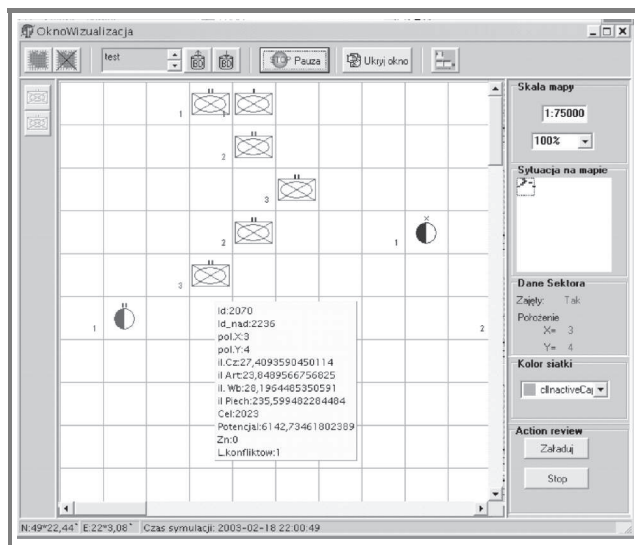 OknoWizualizacja
test
Pauza
Ukryj okno
Skala mapy
1:75000
100%
Sytuacja na mapie
1
1
2
3
2
1
3
1
2
Id:2070
Id_nad:2236
pol.X:3
pol.Y:4
il.Cz:27,4093590450114
il Art:23,8489566756825
il. Wb:28,1964485350591
il Piech:235,599482284484
Cel:2023
Potencjal:6142,73461802389
Zn:0
L.konfliktow:1
Dane Sektora
Zajęty: Tak
Położenie
X= 3
Y= 4
Kolor siatki
clInactiveCa
Action review
Załaduj
Stop
N:49°22,44" E:22°3,08" Czas symulacji: 2003-02-18 22:00:49